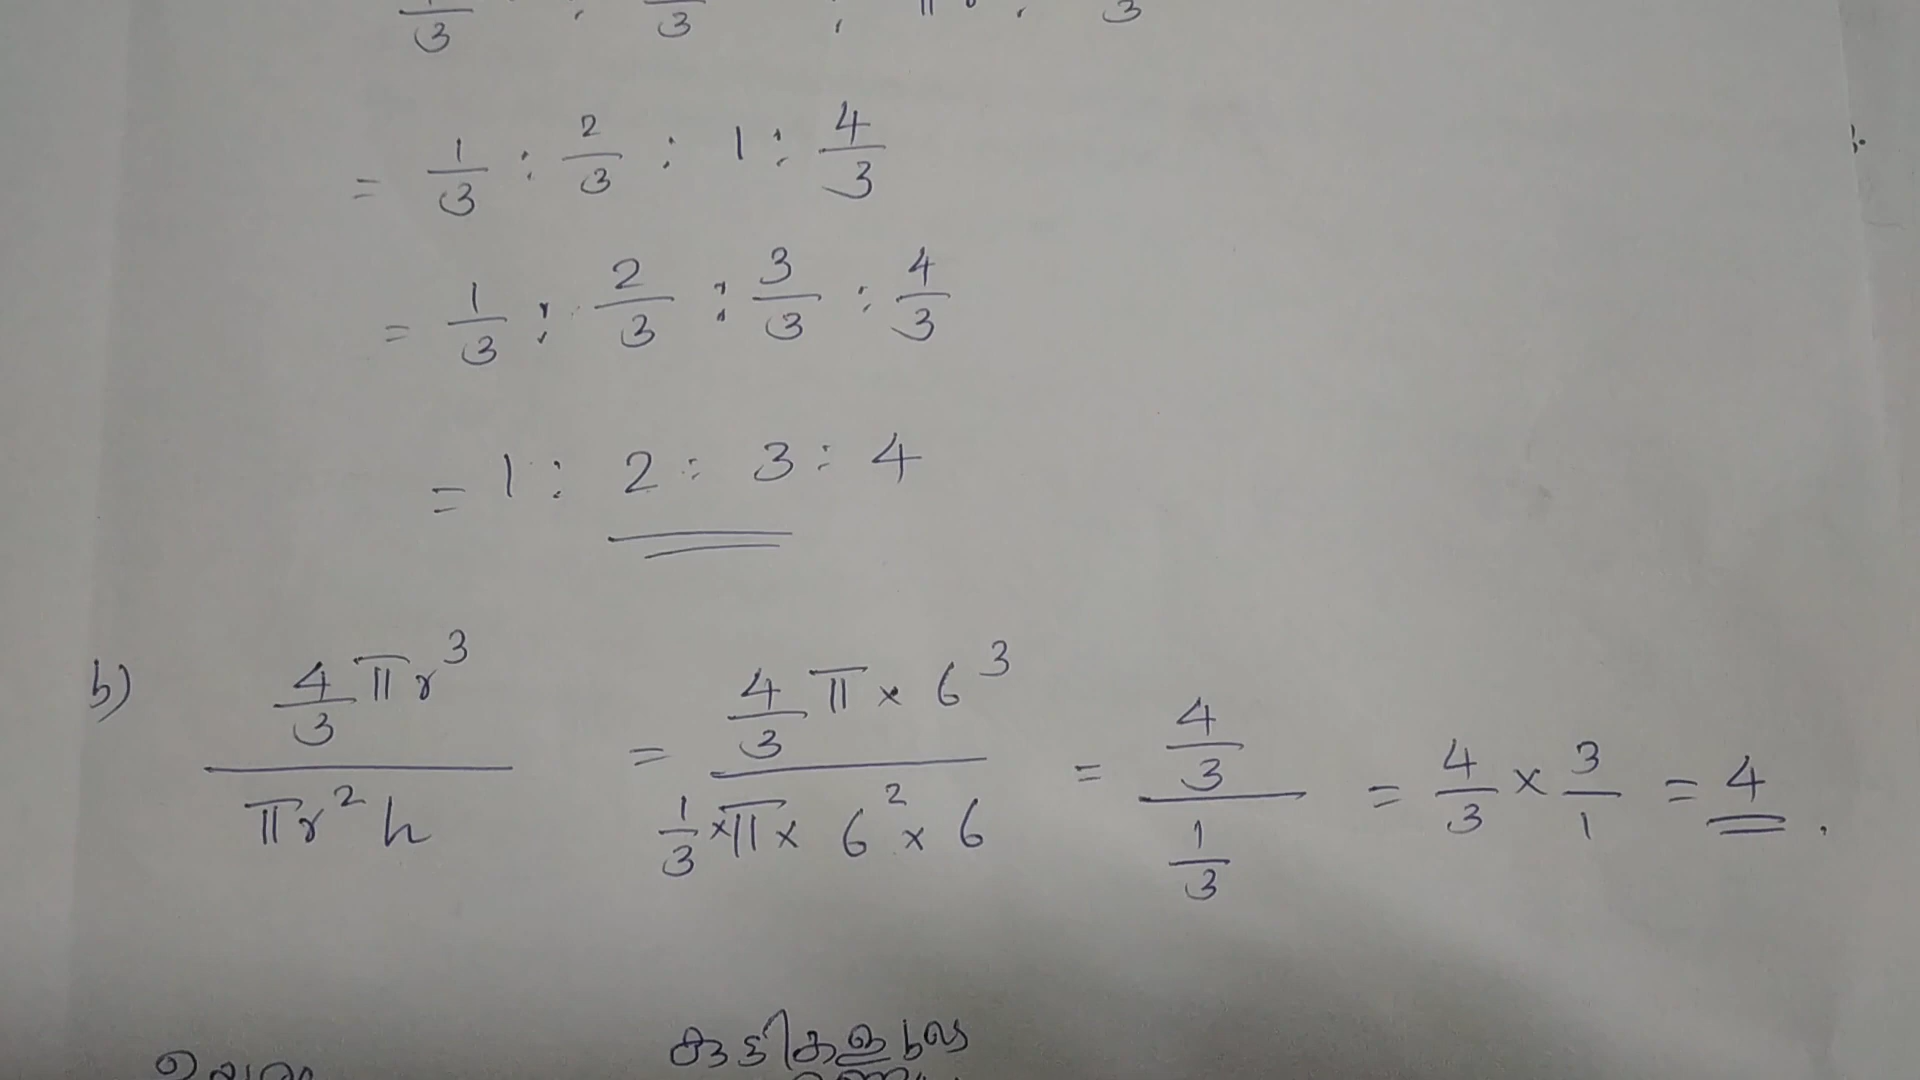 = 1/3 : 2/3 : 1 : 4/3
= 1/3 : 2/3 : 3/3 : 4/3
= 1 : 2 : 3 : 4
b) (4/3 πr³)/(πr²h) = (4/3 π × 6³)/(1/3 × π × 6² × 6) = (4/3)/(1/3) = 4/3 × 3/1 = 4.